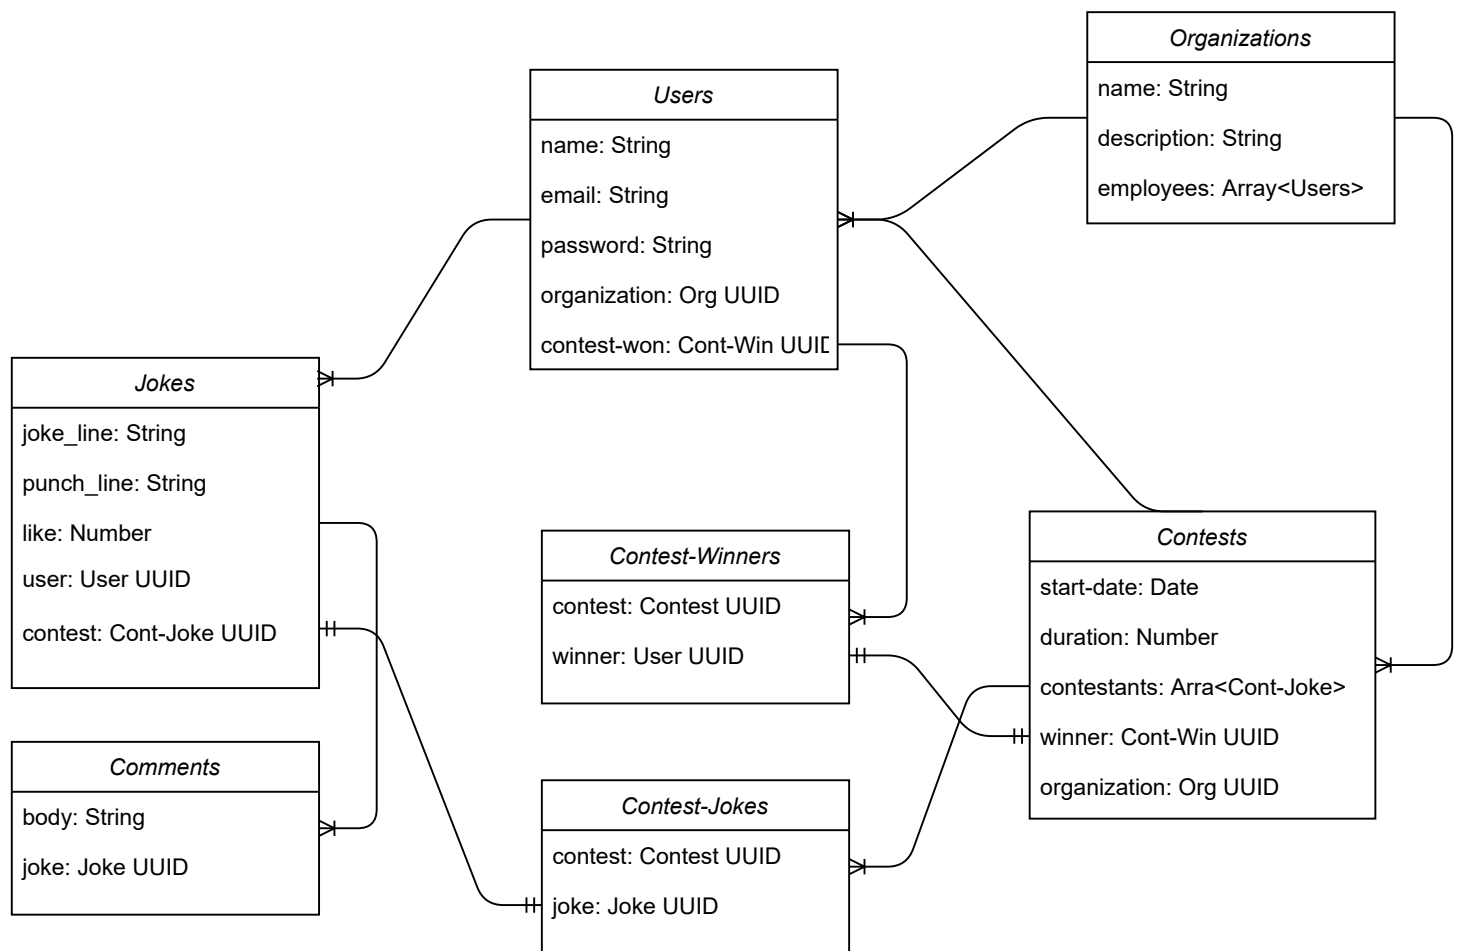 Organizations
name: String
description: String
employees: Array<Users>
Users
name: String
email: String
password: String
organization: Org UUID
contest-won: Cont-Win UUID
Jokes
joke_line: String
punch_line: String
like: Number
user: User UUID
contest: Cont-Joke UUID
Contest-Winners
contest: Contest UUID
winner: User UUID
Contests
start-date: Date
duration: Number
contestants: Arra<Cont-Joke>
winner: Cont-Win UUID
organization: Org UUID
Comments
body: String
joke: Joke UUID
Contest-Jokes
contest: Contest UUID
joke: Joke UUID